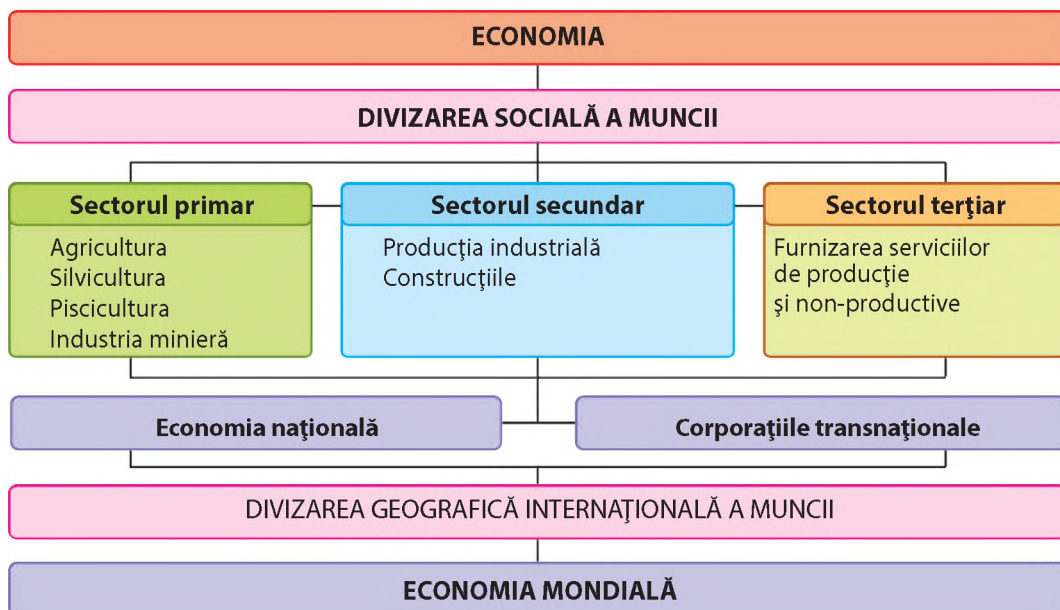 ECONOMIA
DIVIZAREA SOCIALĂ A MUNCII
Sectorul primar
Agricultura
Silvicultura
Piscicultura
Industria minieră
Sectorul secundar
Producţia industrială
Construcţiile
Sectorul terţiar
Furnizarea serviciilor
de producţie
şi non-productive
Economia naţională
Corporaţiile transnaţionale
DIVIZAREA GEOGRAFICĂ INTERNAŢIONALĂ A MUNCII
ECONOMIA MONDIALĂ